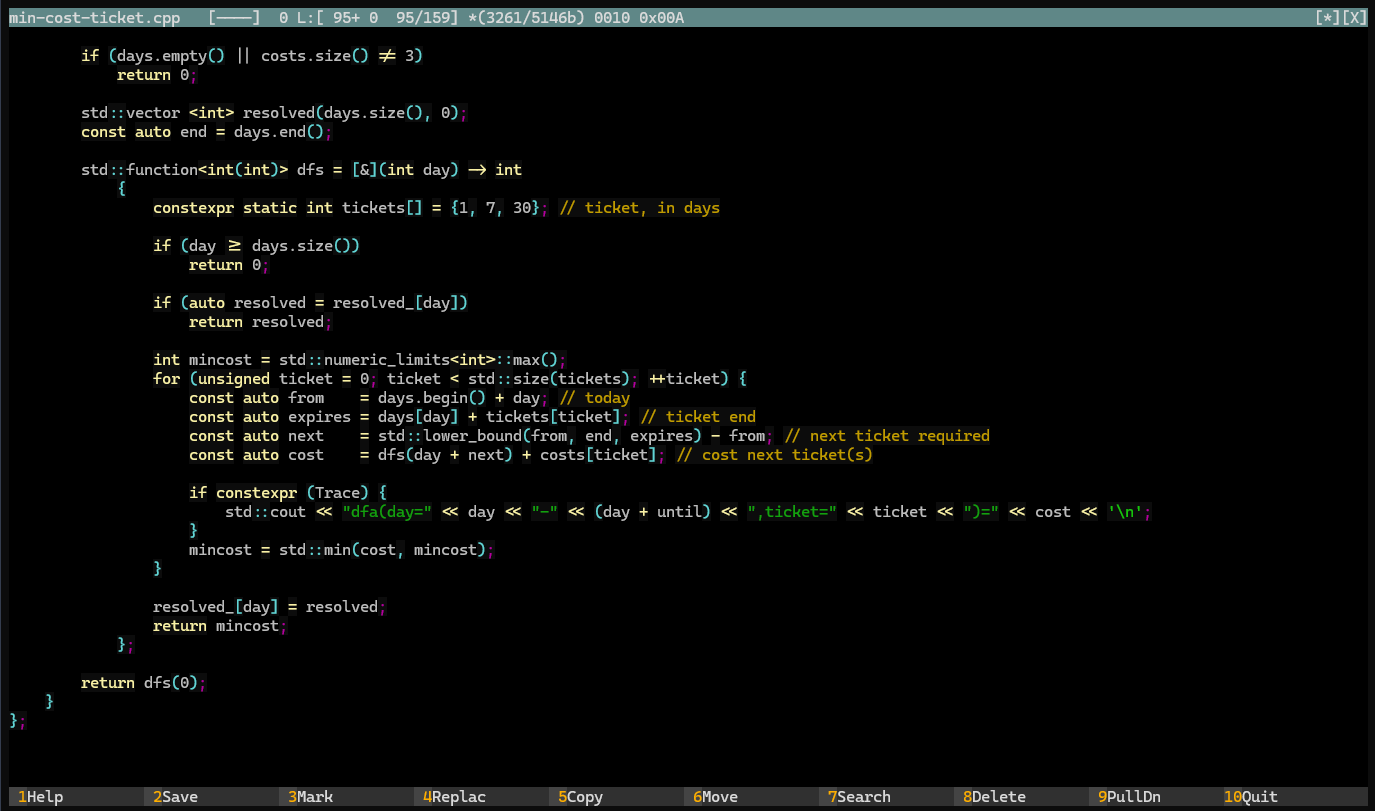 min-cost-ticket.cpp   [----]  0 L:[ 95+ 0  95/159] *(3261/5146b) 0010 0x00A                    [*][X]
        if (days.empty() || costs.size() != 3)
            return 0;
        std::vector <int> resolved(days.size(), 0);
        const auto end = days.end();
        std::function<int(int)> dfs = [&](int day) -> int
            {
                constexpr static int tickets[] = {1, 7, 30}; // ticket, in days
                if (day >= days.size())
                    return 0;
                if (auto resolved = resolved_[day])
                    return resolved;
                int mincost = std::numeric_limits<int>::max();
                for (unsigned ticket = 0; ticket < std::size(tickets); ++ticket) {
                    const auto from    = days.begin() + day; // today
                    const auto expires = days[day] + tickets[ticket]; // ticket end
                    const auto next    = std::lower_bound(from, end, expires) - from; // next ticket required
                    const auto cost    = dfs(day + next) + costs[ticket]; // cost next ticket(s)
                    if constexpr (Trace) {
                        std::cout << "dfa(day=" << day << "-" << (day + until) << ",ticket=" << ticket << ")=" << cost << '\n';
                    }
                    mincost = std::min(cost, mincost);
                }
                resolved_[day] = resolved;
                return mincost;
            };
        return dfs(0);
    }
};
1Help 2Save 3Mark 4Replac 5Copy 6Move 7Search 8Delete 9PullDn 10Quit